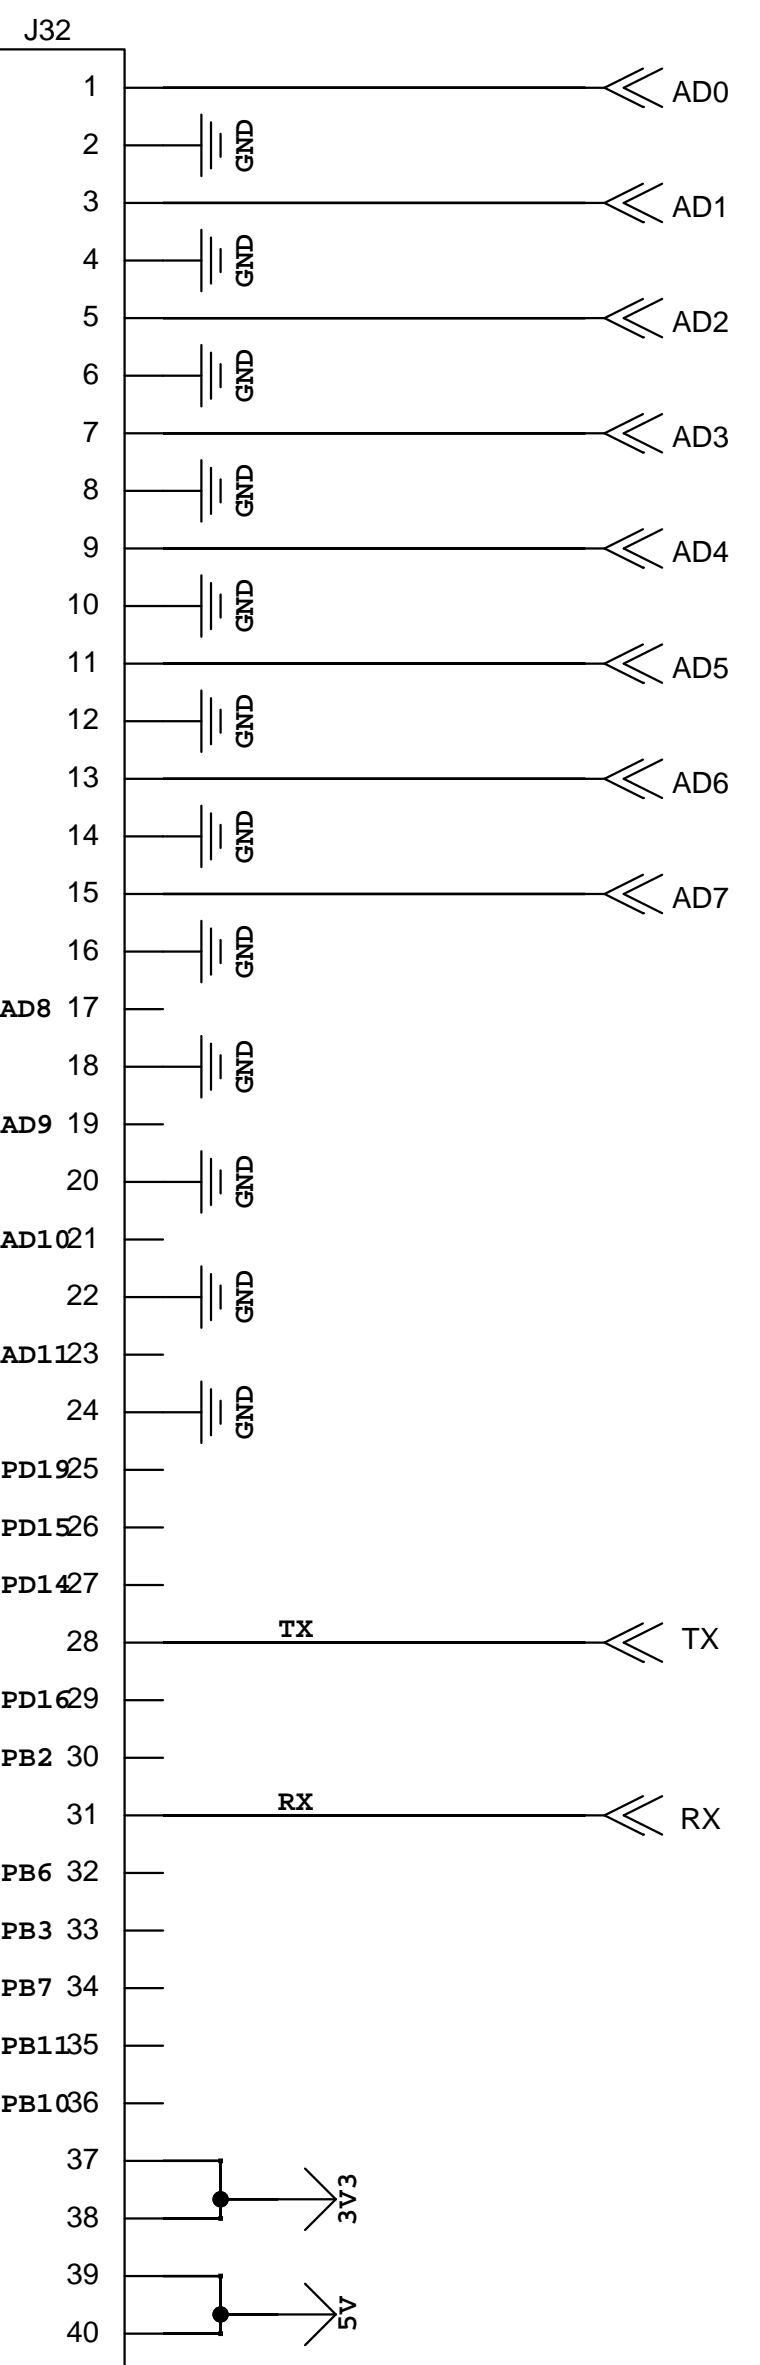 J32
1 AD0
2 GND
3 AD1
4 GND
5 AD2
6 GND
7 AD3
8 GND
9 AD4
10 GND
11 AD5
12 GND
13 AD6
14 GND
15 AD7
16 GND
AD8 17
18 GND
AD9 19
20 GND
AD10 21
22 GND
AD11 23
24 GND
PD19 25
PD15 26
PD14 27
28 TX TX
PD16 29
PB2 30
31 RX RX
PB6 32
PB3 33
PB7 34
PB11 35
PB10 36
37
3V3
38
39
5V
40